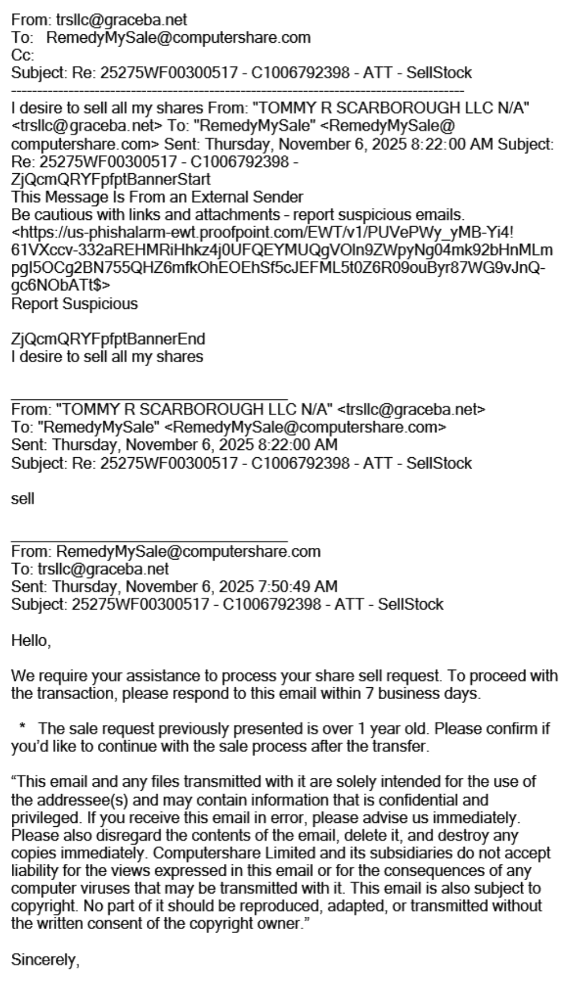 From: trsllc@graceba.net
To:   RemedyMySale@computershare.com
Cc:
Subject: Re: 25275WF00300517 - C1006792398 - ATT - SellStock
--------------------------------------------------------------------------------------------
I desire to sell all my shares From: "TOMMY R SCARBOROUGH LLC N/A"
<trsllc@graceba.net> To: "RemedyMySale" <RemedyMySale@
computershare.com> Sent: Thursday, November 6, 2025 8:22:00 AM Subject:
Re: 25275WF00300517 - C1006792398 -
ZjQcmQRYFpfptBannerStart
This Message Is From an External Sender
Be cautious with links and attachments - report suspicious emails.
<https://us-phishalarm-ewt.proofpoint.com/EWT/v1/PUVePWy_yMB-Yi4!
61VXccv-332aREHMRiHhkz4j0UFQEYMUQgVOln9ZWpyNg04mk92bHnMLm
pgI5OCg2BN755QHZ6mfkOhEOEhSf5cJEFML5t0Z6R09ouByr87WG9vJnQ-
gc6NObATt$>
Report Suspicious
ZjQcmQRYFpfptBannerEnd
I desire to sell all my shares
________________________________
From: "TOMMY R SCARBOROUGH LLC N/A" <trsllc@graceba.net>
To: "RemedyMySale" <RemedyMySale@computershare.com>
Sent: Thursday, November 6, 2025 8:22:00 AM
Subject: Re: 25275WF00300517 - C1006792398 - ATT - SellStock
sell
________________________________
From: RemedyMySale@computershare.com
To: trsllc@graceba.net
Sent: Thursday, November 6, 2025 7:50:49 AM
Subject: 25275WF00300517 - C1006792398 - ATT - SellStock
Hello,
We require your assistance to process your share sell request. To proceed with
the transaction, please respond to this email within 7 business days.
*   The sale request previously presented is over 1 year old. Please confirm if
you’d like to continue with the sale process after the transfer.
“This email and any files transmitted with it are solely intended for the use of
the addressee(s) and may contain information that is confidential and
privileged. If you receive this email in error, please advise us immediately.
Please also disregard the contents of the email, delete it, and destroy any
copies immediately. Computershare Limited and its subsidiaries do not accept
liability for the views expressed in this email or for the consequences of any
computer viruses that may be transmitted with it. This email is also subject to
copyright. No part of it should be reproduced, adapted, or transmitted without
the written consent of the copyright owner.”
Sincerely,